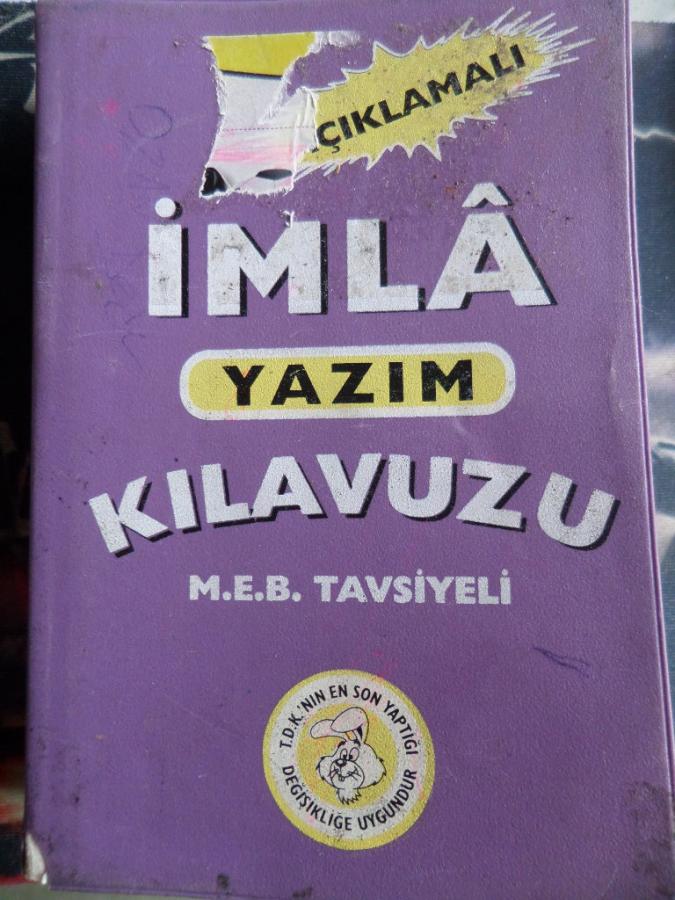 AÇIKLAMALI
İMLÂ
YAZIM
KILAVUZU
M.E.B. TAVSİYELİ
T.D.K.'NIN EN SON YAPTIĞI
DEĞİŞİKLİĞE UYGUNDUR